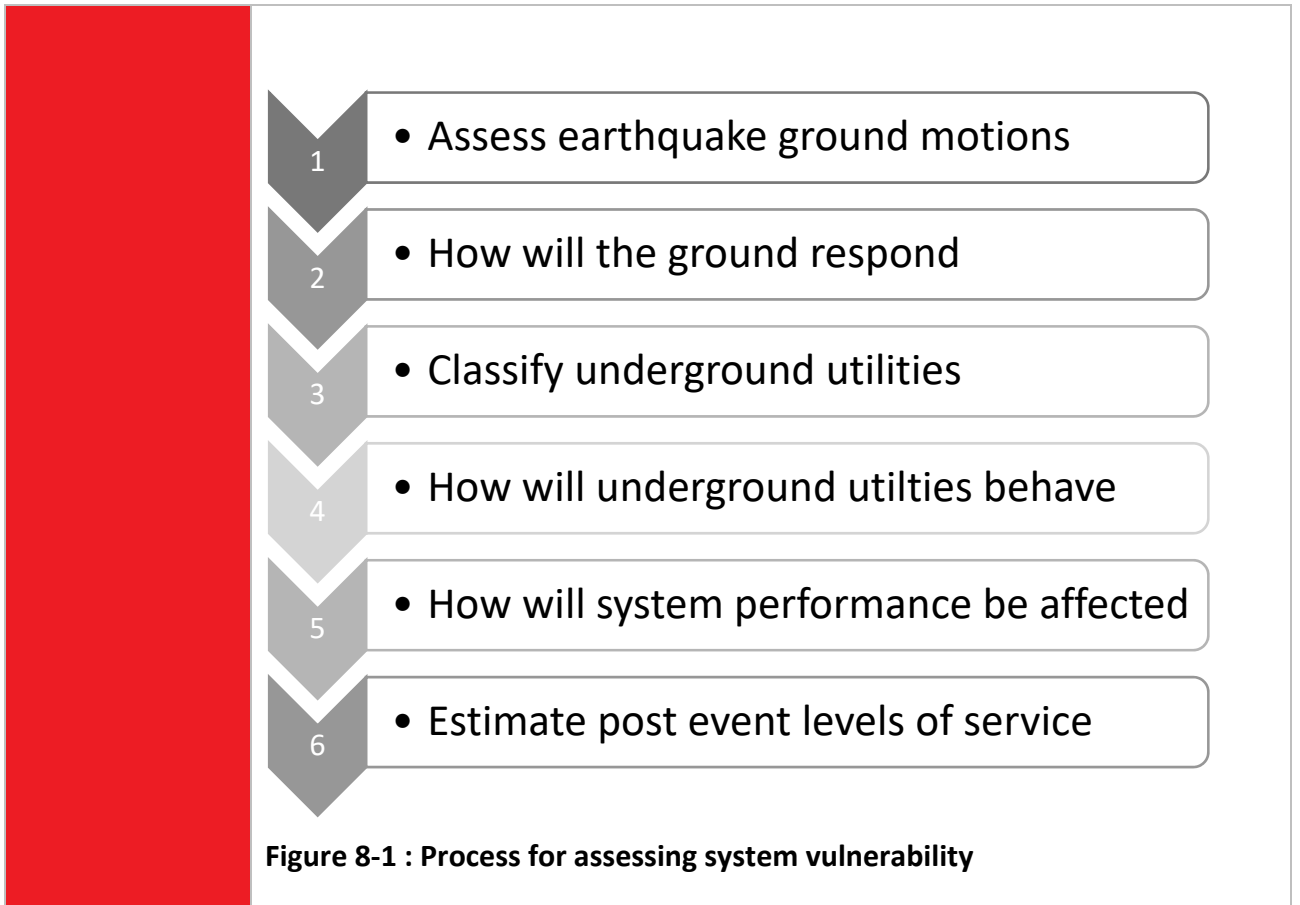 1
• Assess earthquake ground motions
2
• How will the ground respond
3
• Classify underground utilities
4
• How will underground utilties behave
5
• How will system performance be affected
6
• Estimate post event levels of service
Figure 8-1 : Process for assessing system vulnerability